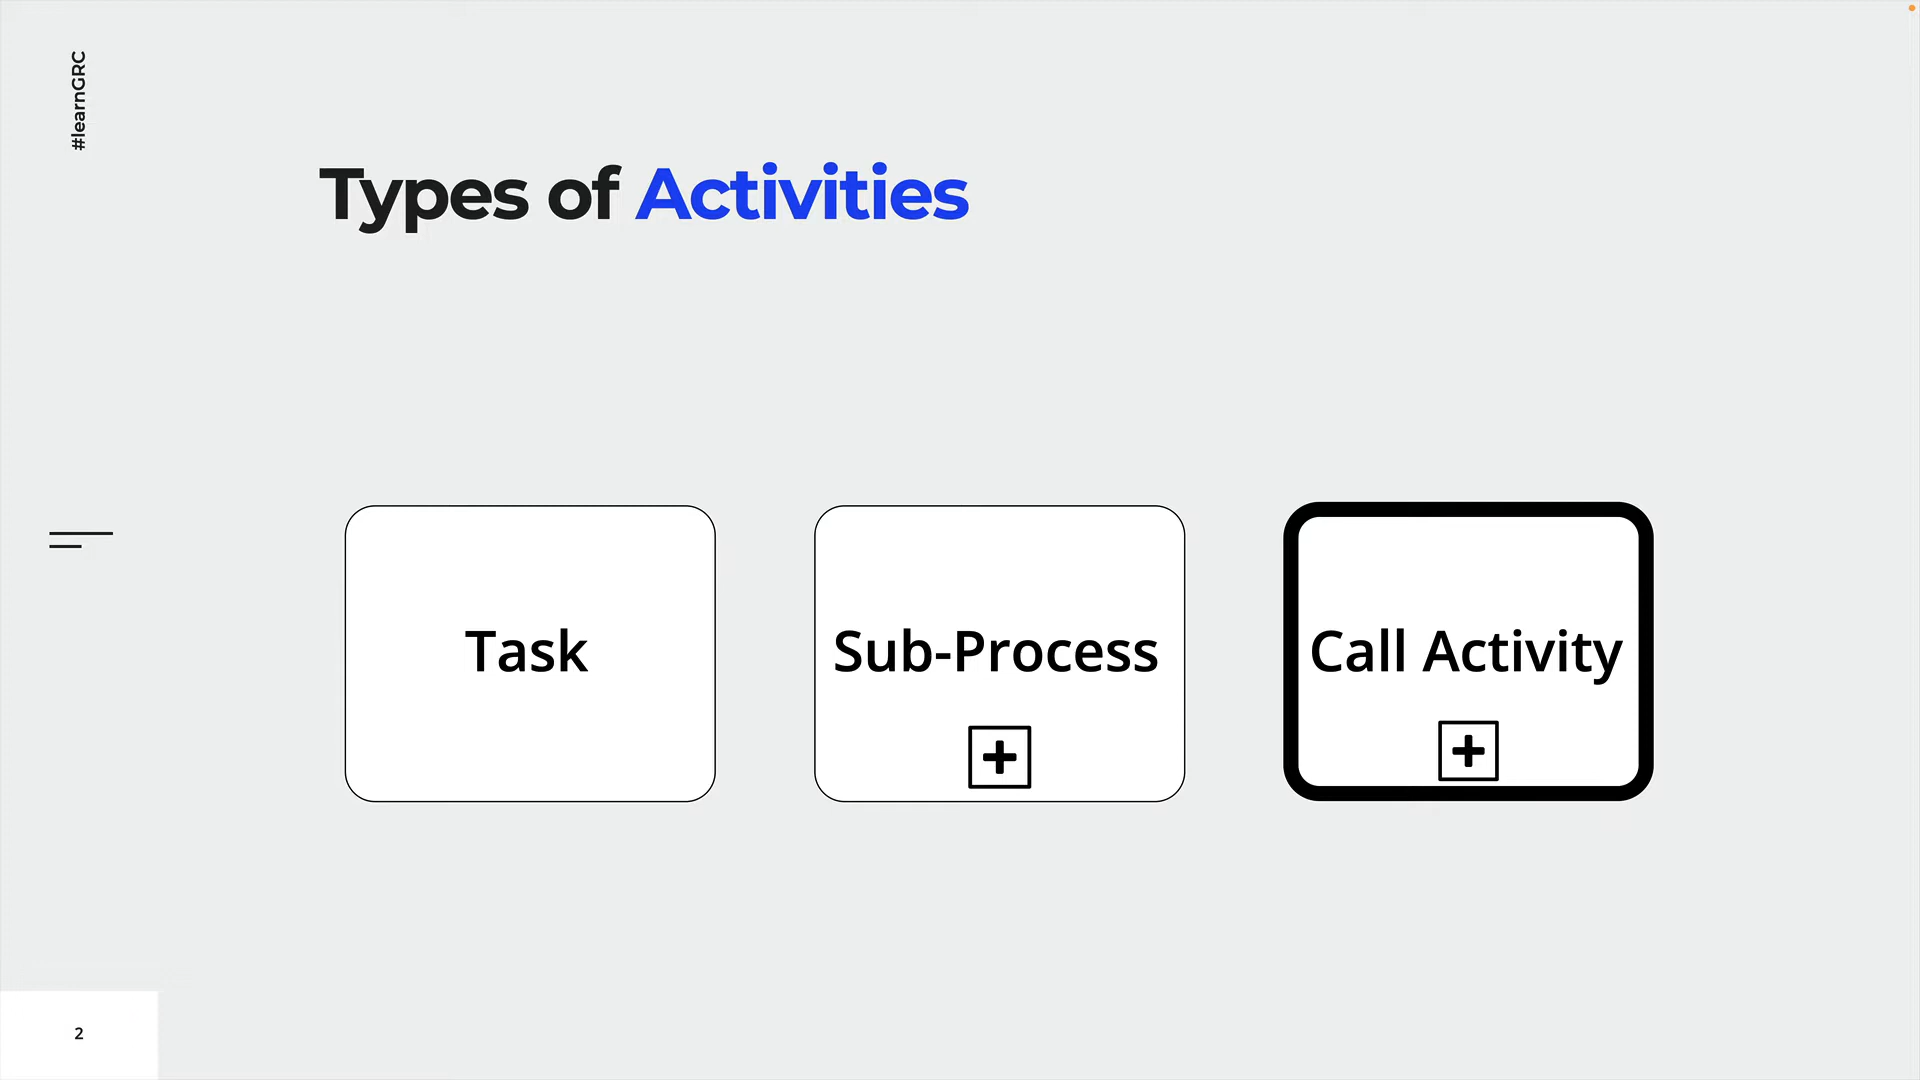 #learnGRC
Types of Activities
Task
Sub-Process
Call Activity
2